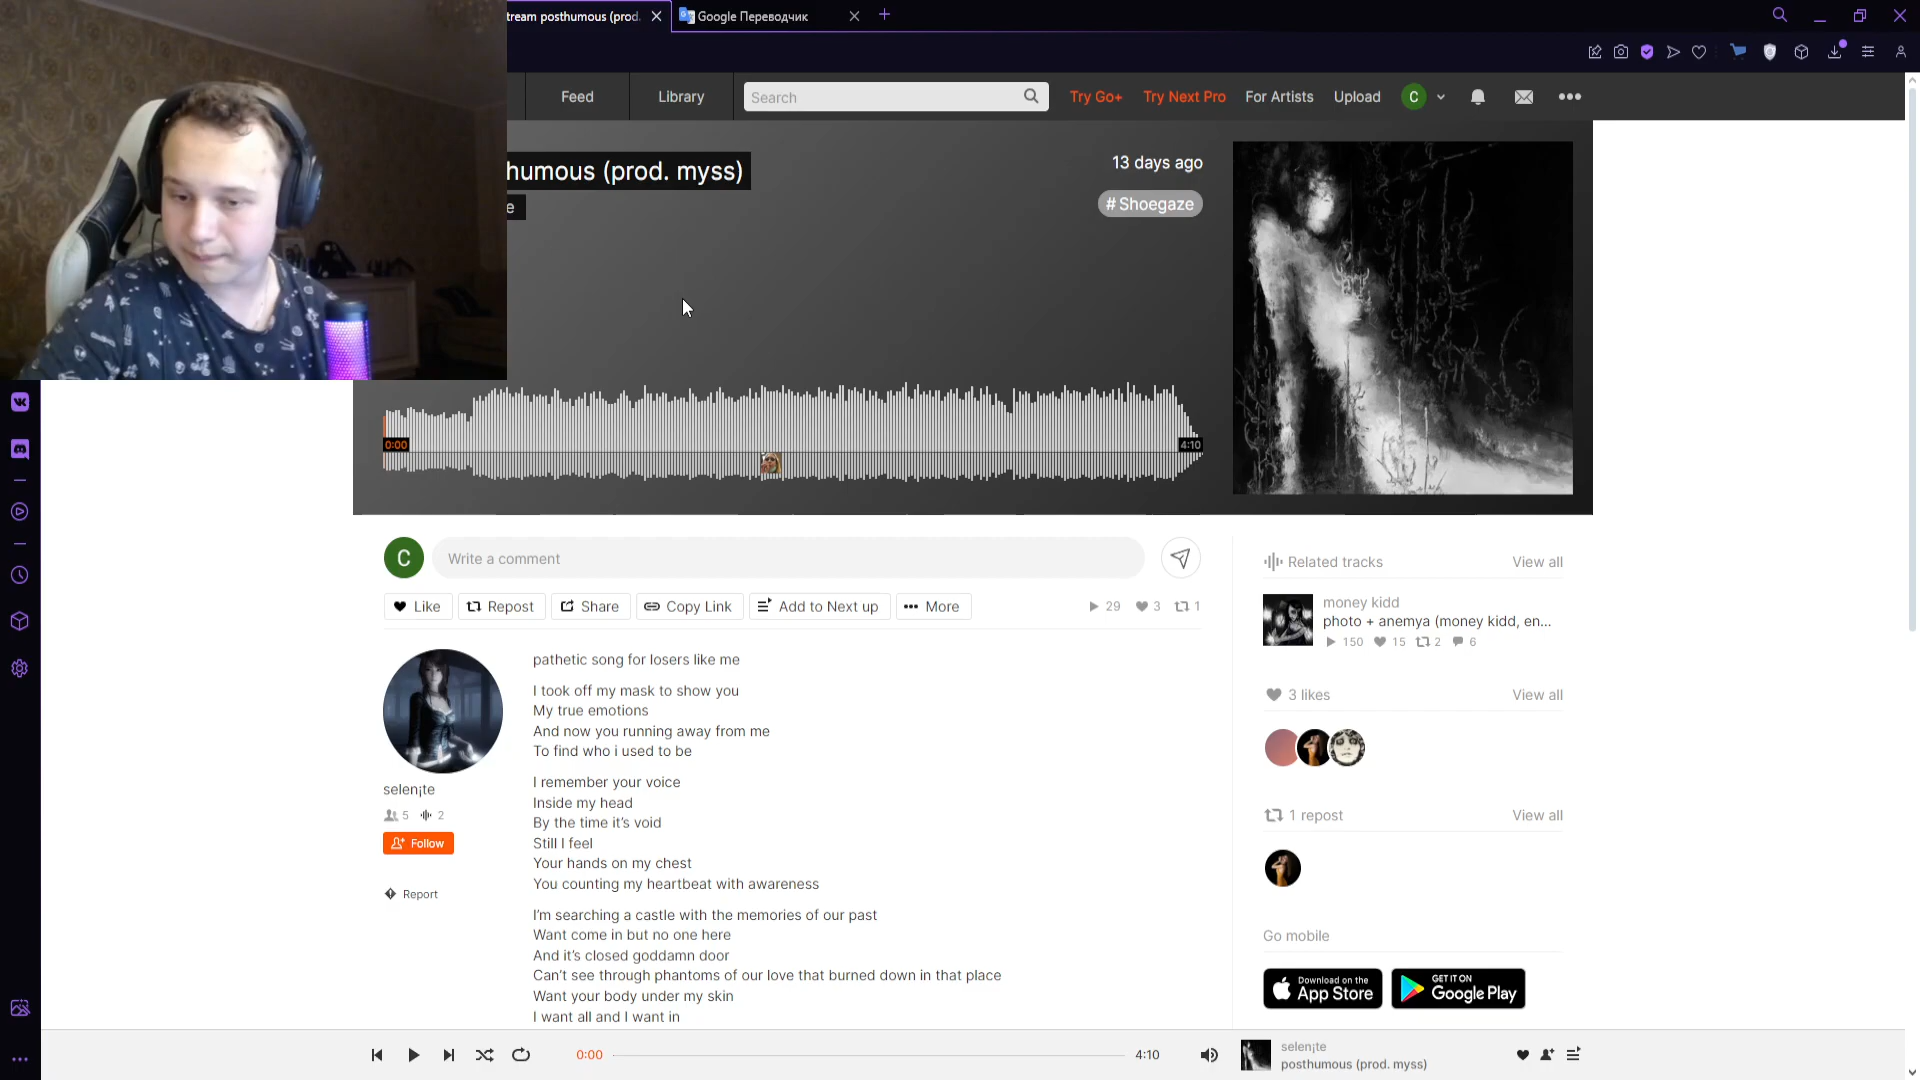 tream posthumous (prod.
Google Переводчик
Feed
Library
Search
Try Go+
Try Next Pro
For Artists
Upload
C
humous (prod. myss)
e
13 days ago
# Shoegaze
0:00
4:10
C
Write a comment
Like
Repost
Share
Copy Link
Add to Next up
More
29
3
1
selen¡te
5
2
Follow
Report
pathetic song for losers like me
I took off my mask to show you
My true emotions
And now you running away from me
To find who i used to be
I remember your voice
Inside my head
By the time it’s void
Still I feel
Your hands on my chest
You counting my heartbeat with awareness
I’m searching a castle with the memories of our past
Want come in but no one here
And it’s closed goddamn door
Can’t see through phantoms of our love that burned down in that place
Want your body under my skin
I want all and I want in
Related tracks
View all
money kidd
photo + anemya (money kidd, en...
150
15
2
6
3 likes
View all
1 repost
View all
Go mobile
Download on the
App Store
GET IT ON
Google Play
0:00
4:10
selen¡te
posthumous (prod. myss)